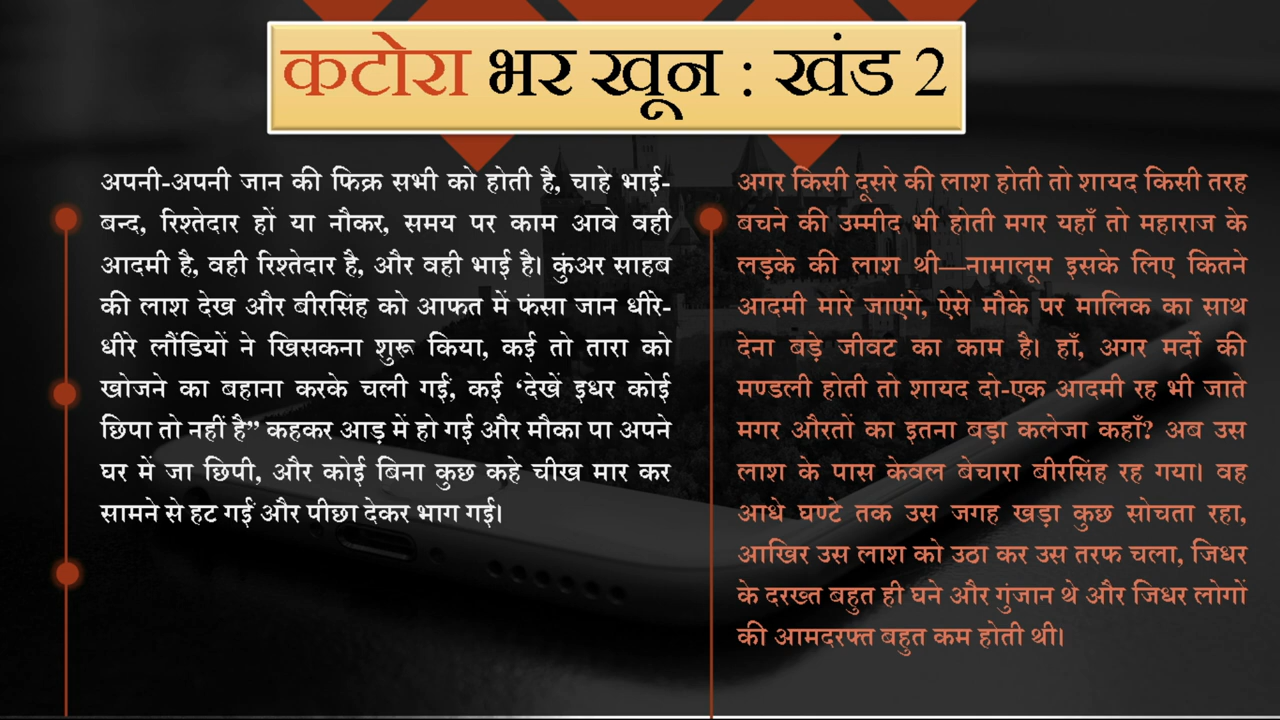 कटोरा भर खून : खंड 2
अपनी-अपनी जान की फिक्र सभी को होती है, चाहे भाई-
बन्द, रिश्तेदार हों या नौकर, समय पर काम आवे वही
आदमी है, वही रिश्तेदार है, और वही भाई है। कुंअर साहब
की लाश देख और बीरसिंह को आफत में फंसा जान धीरे-
धीरे लौंडियों ने खिसकना शुरू किया, कई तो तारा को
खोजने का बहाना करके चली गईं, कई ‘देखें इधर कोई
छिपा तो नहीं है” कहकर आड़ में हो गई और मौका पा अपने
घर में जा छिपी, और कोई बिना कुछ कहे चीख मार कर
सामने से हट गईं और पीछा देकर भाग गईं।
अगर किसी दूसरे की लाश होती तो शायद किसी तरह
बचने की उम्मीद भी होती मगर यहाँ तो महाराज के
लड़के की लाश थी—नामालूम इसके लिए कितने
आदमी मारे जाएंगे, ऐसे मौके पर मालिक का साथ
देना बड़े जीवट का काम है। हाँ, अगर मर्दों की
मण्डली होती तो शायद दो-एक आदमी रह भी जाते
मगर औरतों का इतना बड़ा कलेजा कहाँ? अब उस
लाश के पास केवल बेचारा बीरसिंह रह गया। वह
आधे घण्टे तक उस जगह खड़ा कुछ सोचता रहा,
आखिर उस लाश को उठा कर उस तरफ चला, जिधर
के दरख्त बहुत ही घने और गुंजान थे और जिधर लोगों
की आमदरफ्त बहुत कम होती थी।